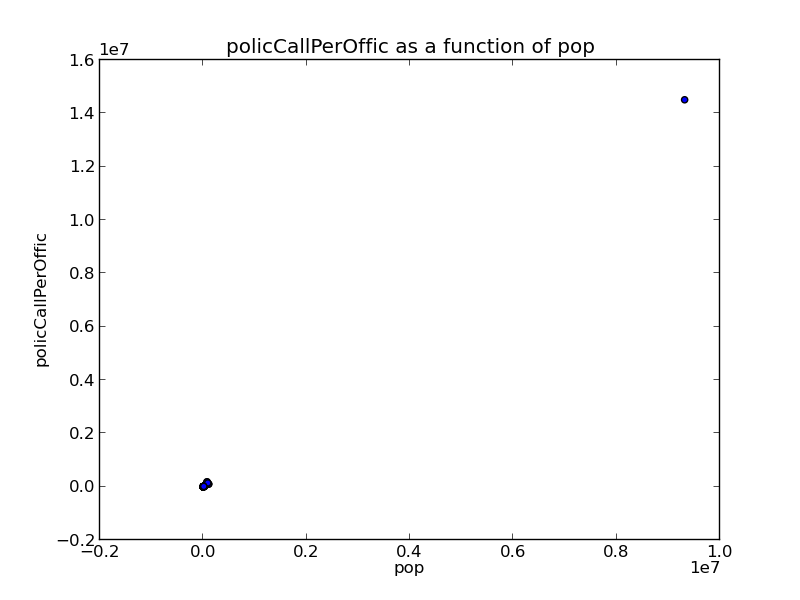 policCallPerOffic as a function of pop
1e7
1.6
1.4
1.2
1.0
0.8
0.6
0.4
0.2
0.0
−0.2
policCallPerOffic
−0.2 0.0 0.2 0.4 0.6 0.8 1.0
pop
1e7